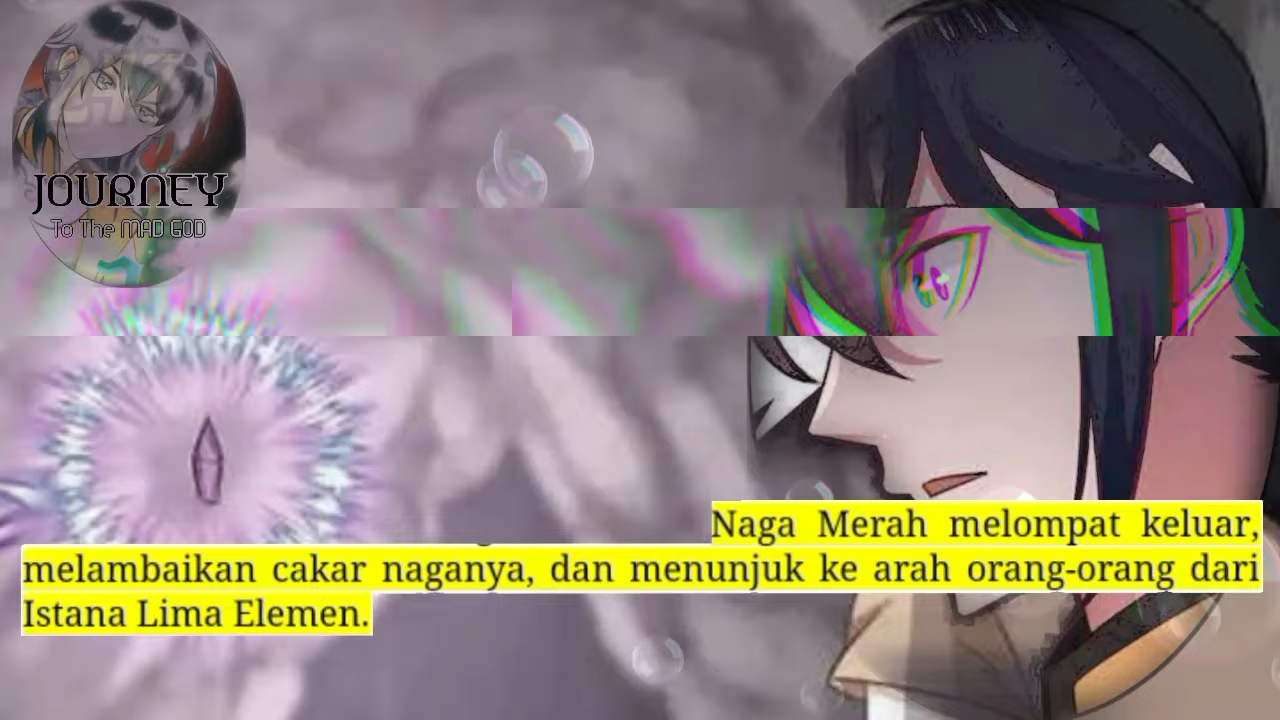 JOURNEY
To The MAD GOD
Naga Merah melompat keluar,
melambaikan cakar naganya, dan menunjuk ke arah orang-orang dari
Istana Lima Elemen.